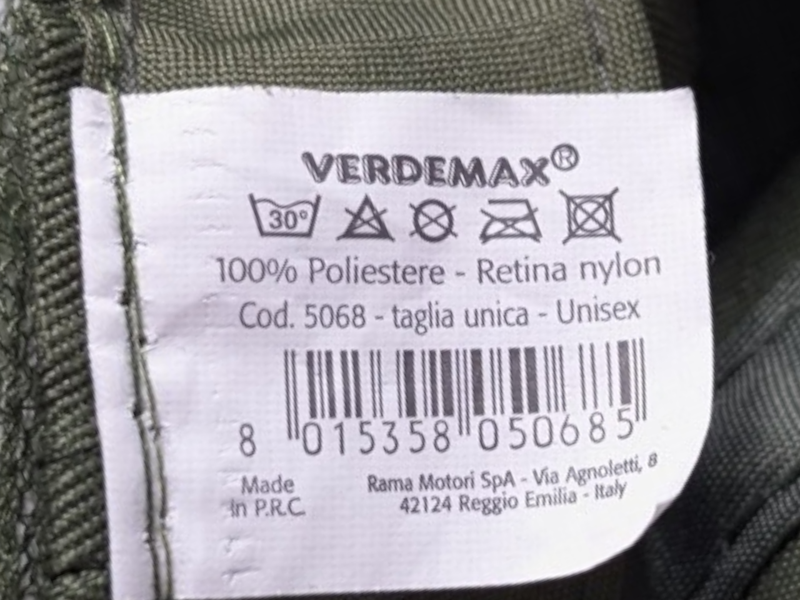 VERDEMAX®
30°
100% Poliestere - Retina nylon
Cod. 5068 - taglia unica - Unisex
8 015358 050685
Made
in P.R.C.
Rama Motori SpA - Via Agnoletti, 8
42124 Reggio Emilia - Italy